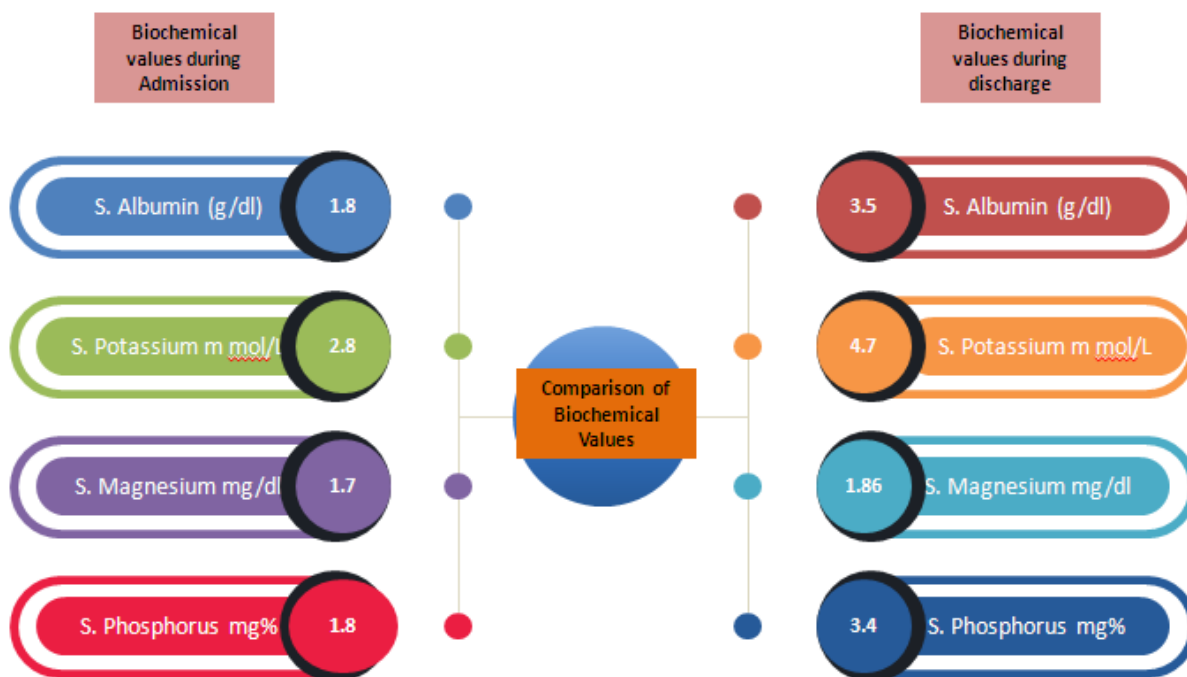 Biochemical
values during
Admission
Biochemical
values during
discharge
S. Albumin (g/dl) 1.8
3.5 S. Albumin (g/dl)
S. Potassium m mol/L 2.8
4.7 S. Potassium m mol/L
Comparison of
Biochemical
Values
S. Magnesium mg/dl 1.7
1.86 S. Magnesium mg/dl
S. Phosphorus mg% 1.8
3.4 S. Phosphorus mg%